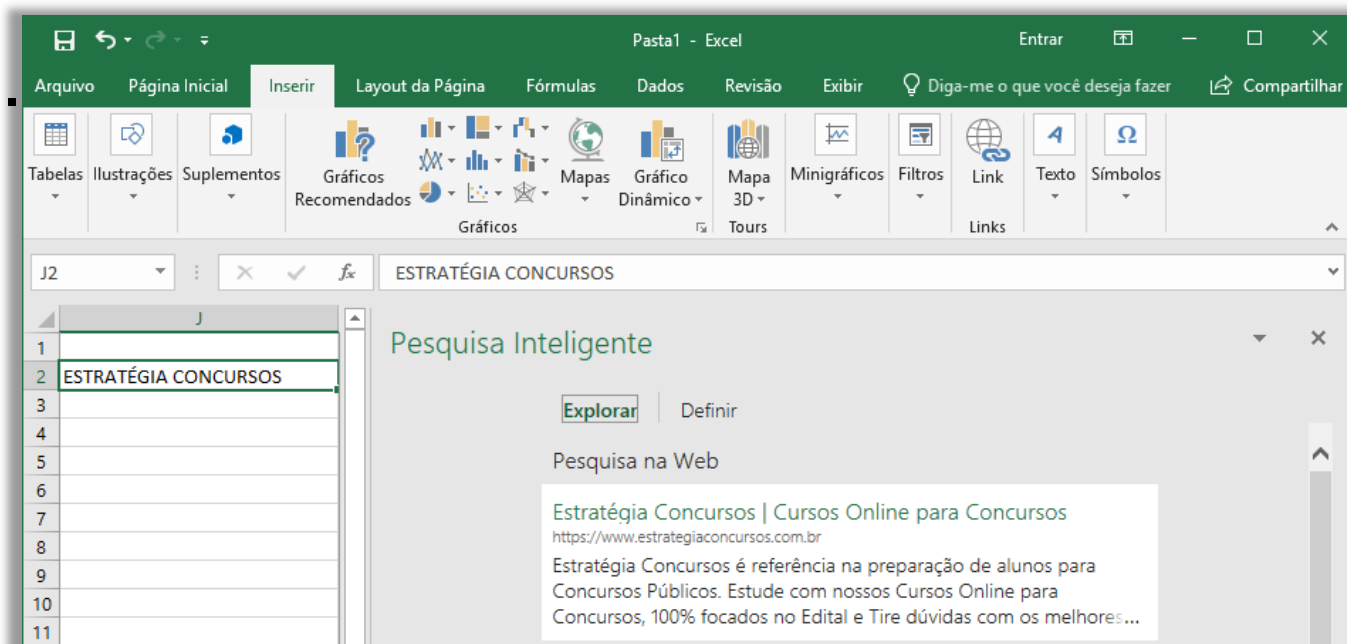 Pasta1 - Excel
Entrar
Arquivo Página Inicial Inserir Layout da Página Fórmulas Dados Revisão Exibir Diga-me o que você deseja fazer Compartilhar
Tabelas Ilustrações Suplementos Gráficos Recomendados Mapas Gráfico Dinâmico Mapa 3D Minigráficos Filtros Link Texto Símbolos
Gráficos Tours Links
J2 fx ESTRATÉGIA CONCURSOS
J
1
2 ESTRATÉGIA CONCURSOS
3
4
5
6
7
8
9
10
11
Pesquisa Inteligente
Explorar Definir
Pesquisa na Web
Estratégia Concursos | Cursos Online para Concursos
https://www.estrategiaconcursos.com.br
Estratégia Concursos é referência na preparação de alunos para
Concursos Públicos. Estude com nossos Cursos Online para
Concursos, 100% focados no Edital e Tire dúvidas com os melhores...